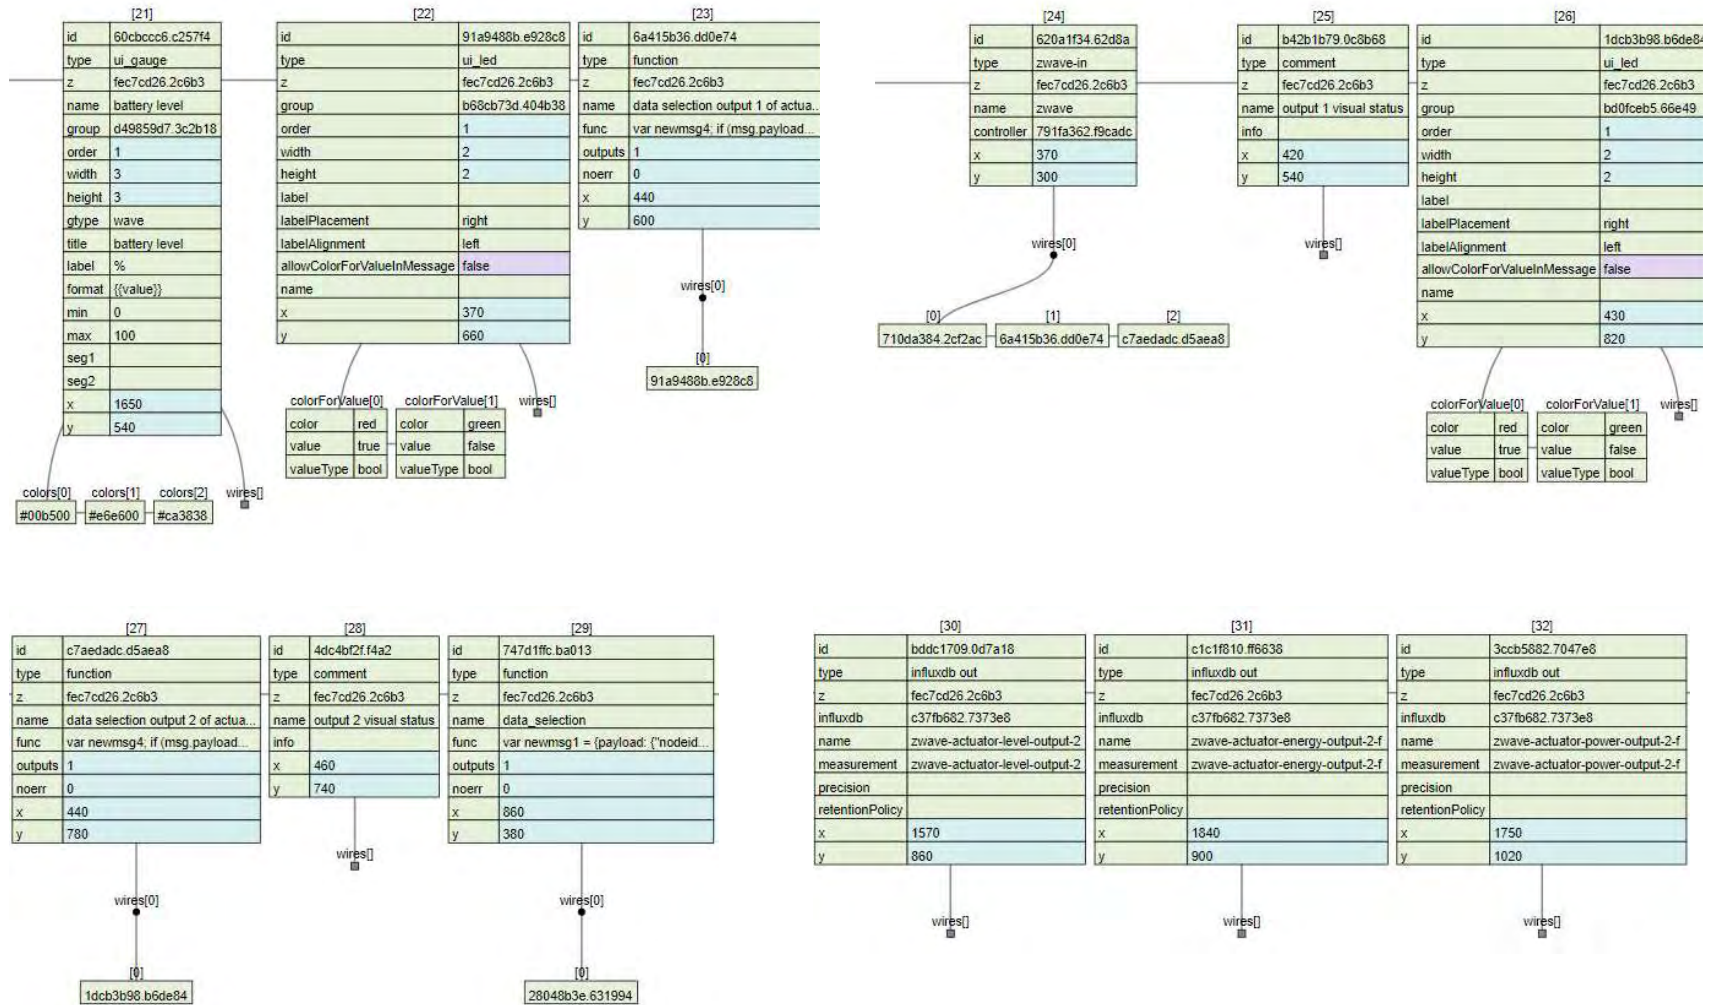 [21]
id 60cbccc6.c257f4
type ui_gauge
z fec7cd26.2c6b3
name battery level
group d49859d7.3c2b18
order 1
width 3
height 3
gtype wave
title battery level
label %
format {{value}}
min 0
max 100
seg1
seg2
x 1650
y 540
colors[0] colors[1] colors[2] wires[]
#00b500 #e6e600 #ca3838
[22]
id 91a9488b.e928c8
type ui_led
z fec7cd26.2c6b3
group b68cb73d.404b38
order 1
width 2
height 2
label
labelPlacement right
labelAlignment left
allowColorForValueInMessage false
name
x 370
y 660
colorForValue[0] colorForValue[1] wires[]
color red color green
value true value false
valueType bool valueType bool
[23]
id 6a415b36.dd0e74
type function
z fec7cd26.2c6b3
name data selection output 1 of actua..
func var newmsg4; if (msg.payload...
outputs 1
noerr 0
x 440
y 600
wires[0]
[0]
91a9488b.e928c8
[24]
id 620a1f34.62d8a
type zwave-in
z fec7cd26.2c6b3
name zwave
controller 791fa362.f9cadc
x 370
y 300
wires[0]
[0] [1] [2]
710da384.2cf2ac 6a415b36.dd0e74 c7aedadc.d5aea8
[25]
id b42b1b79.0c8b68
type comment
z fec7cd26.2c6b3
name output 1 visual status
info
x 420
y 540
wires[]
[26]
id 1dcb3b98.b6de84
type ui_led
z fec7cd26.2c6b3
group bd0fceb5.66e49
order 1
width 2
height 2
label
labelPlacement right
labelAlignment left
allowColorForValueInMessage false
name
x 430
y 820
colorForValue[0] colorForValue[1] wires[]
color red color green
value true value false
valueType bool valueType bool
[27]
id c7aedadc.d5aea8
type function
z fec7cd26.2c6b3
name data selection output 2 of actua...
func var newmsg4; if (msg.payload...
outputs 1
noerr 0
x 440
y 780
wires[0]
[0]
1dcb3b98.b6de84
[28]
id 4dc4bf2f.f4a2
type comment
z fec7cd26.2c6b3
name output 2 visual status
info
x 460
y 740
wires[]
[29]
id 747d1ffc.ba013
type function
z fec7cd26.2c6b3
name data_selection
func var newmsg1 = {payload: {"nodeid...
outputs 1
noerr 0
x 860
y 380
wires[0]
[0]
28048b3e.631994
[30]
id bddc1709.0d7a18
type influxdb out
z fec7cd26.2c6b3
influxdb c37fb682.7373e8
name zwave-actuator-level-output-2
measurement zwave-actuator-level-output-2
precision
retentionPolicy
x 1570
y 860
wires[]
[31]
id c1c1f810.ff6638
type influxdb out
z fec7cd26.2c6b3
influxdb c37fb682.7373e8
name zwave-actuator-energy-output-2-f
measurement zwave-actuator-energy-output-2-f
precision
retentionPolicy
x 1840
y 900
wires[]
[32]
id 3ccb5882.7047e8
type influxdb out
z fec7cd26.2c6b3
influxdb c37fb682.7373e8
name zwave-actuator-power-output-2-f
measurement zwave-actuator-power-output-2-f
precision
retentionPolicy
x 1750
y 1020
wires[]